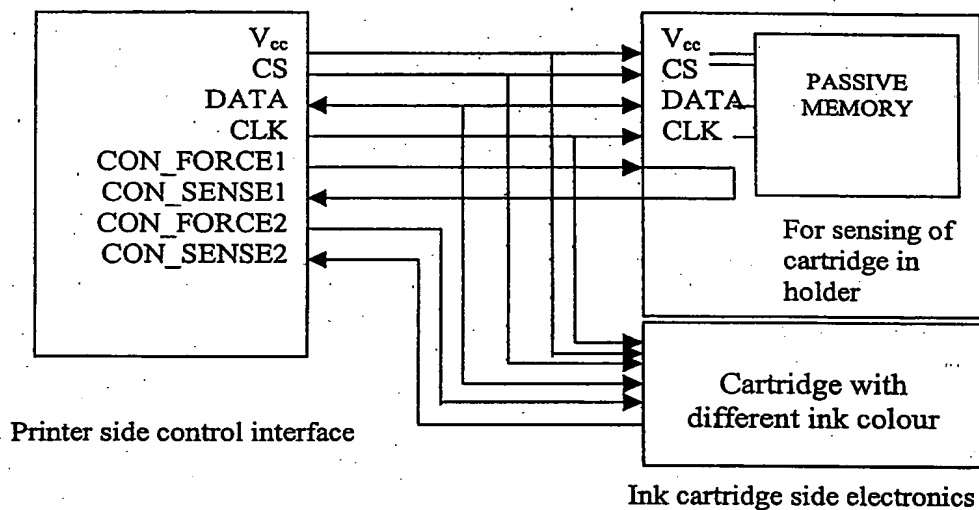 Vcc
CS
DATA
CLK
CON_FORCE1
CON_SENSE1
CON_FORCE2
CON_SENSE2
Printer side control interface
Vcc
CS
DATA
CLK
PASSIVE
MEMORY
For sensing of
cartridge in
holder
Cartridge with
different ink colour
Ink cartridge side electronics